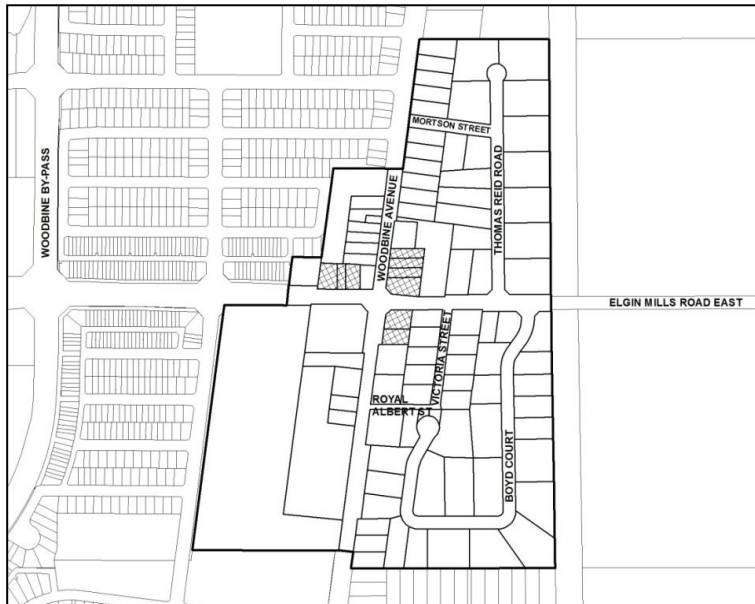 MORTSON STREET
WOODBINE BY-PASS
WOODBINE AVENUE
THOMAS REID ROAD
ELGIN MILLS ROAD EAST
VICTORIA STREET
ROYAL
ALBERT ST
BOYD COURT